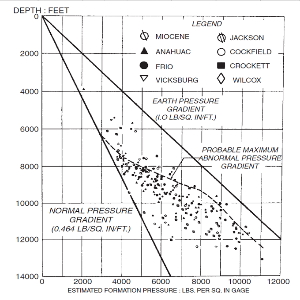 DEPTH : FEET
LEGEND
MIOCENE
JACKSON
ANAHUAC
COCKFIELD
FRIO
CROCKETT
VICKSBURG
WILCOX
0
2000
4000
6000
8000
10000
12000
14000
EARTH PRESSURE
GRADIENT
(1.0 LB/SQ. IN/FT.)
PROBABLE MAXIMUM
ABNORMAL PRESSURE
GRADIENT
NORMAL PRESSURE
GRADIENT
(0.464 LB/SQ. IN/FT.)
0 2000 4000 6000 8000 10000 12000
ESTIMATED FORMATION PRESSURE : LBS. PER SQ. IN GAGE